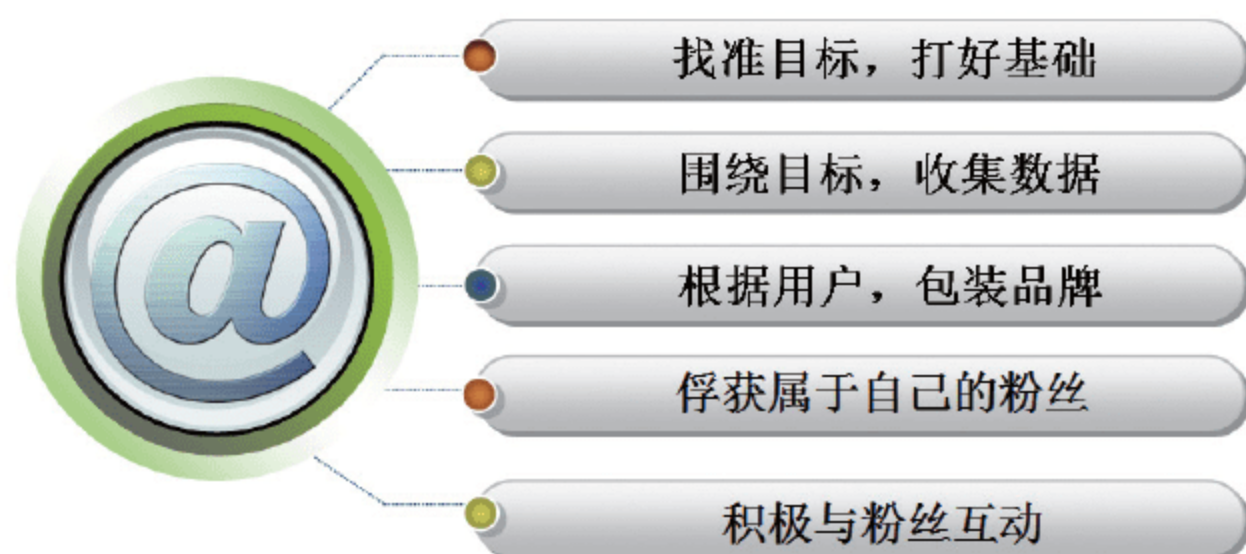 @
找准目标，打好基础
围绕目标，收集数据
根据用户，包装品牌
俘获属于自己的粉丝
积极与粉丝互动